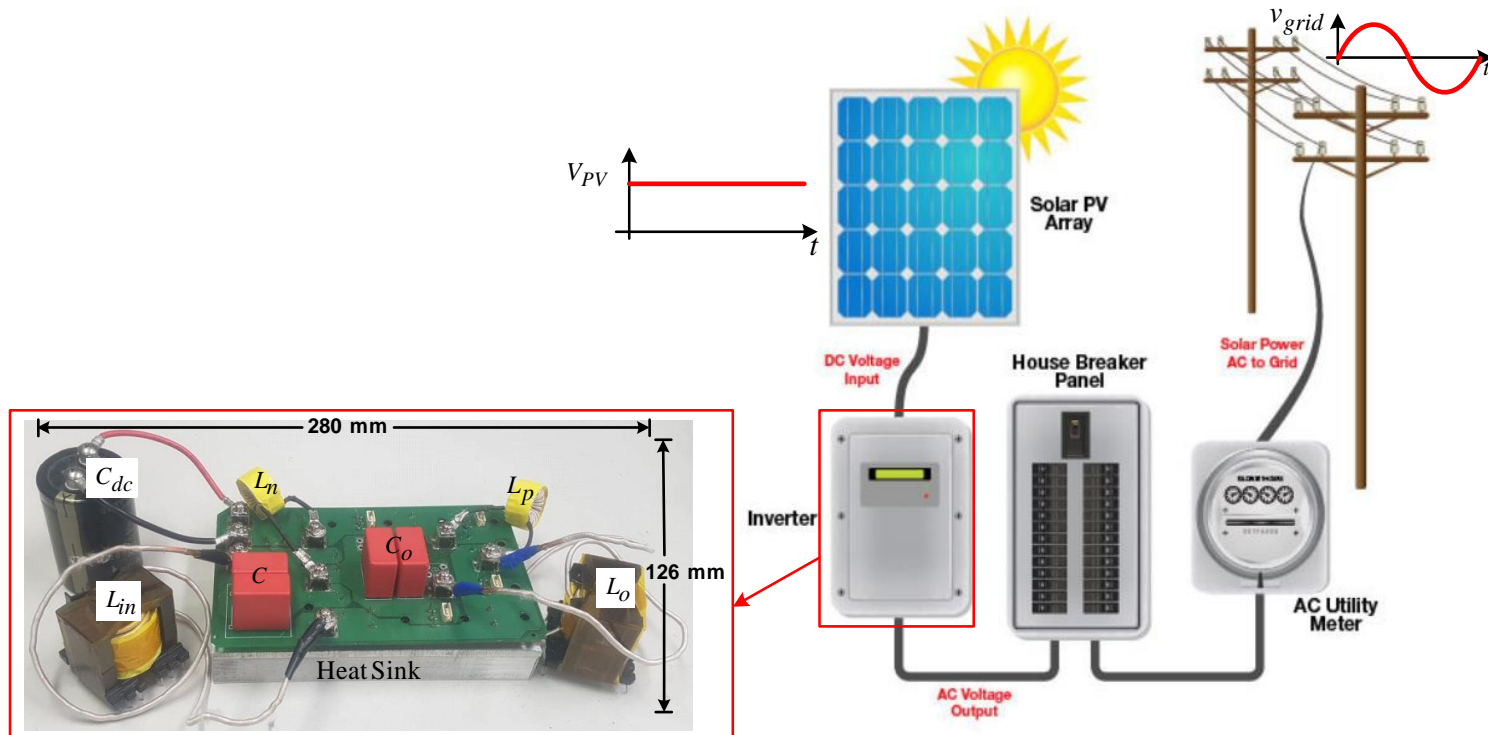 v_grid
t
V_PV
t
Solar PV
Array
DC Voltage
Input
House Breaker
Panel
Solar Power
AC to Grid
Inverter
AC Utility
Meter
AC Voltage
Output
280 mm
C_dc
L_n
L_p
C
C_o
126 mm
L_in
L_o
Heat Sink